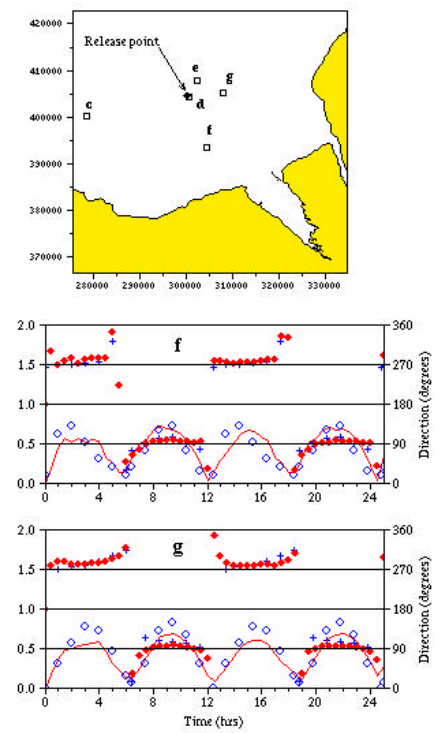 420000
Release point
410000
e
g
c
d
400000
f
390000
380000
370000
280000 290000 300000 310000 320000 330000
2.0 360
f
1.5 270
1.0 180
0.5 90
0.0 0
0 4 8 12 16 20 24
Direction (degrees)
2.0 360
g
1.5 270
1.0 180
0.5 90
0.0 0
0 4 8 12 16 20 24
Direction (degrees)
Time (hrs)